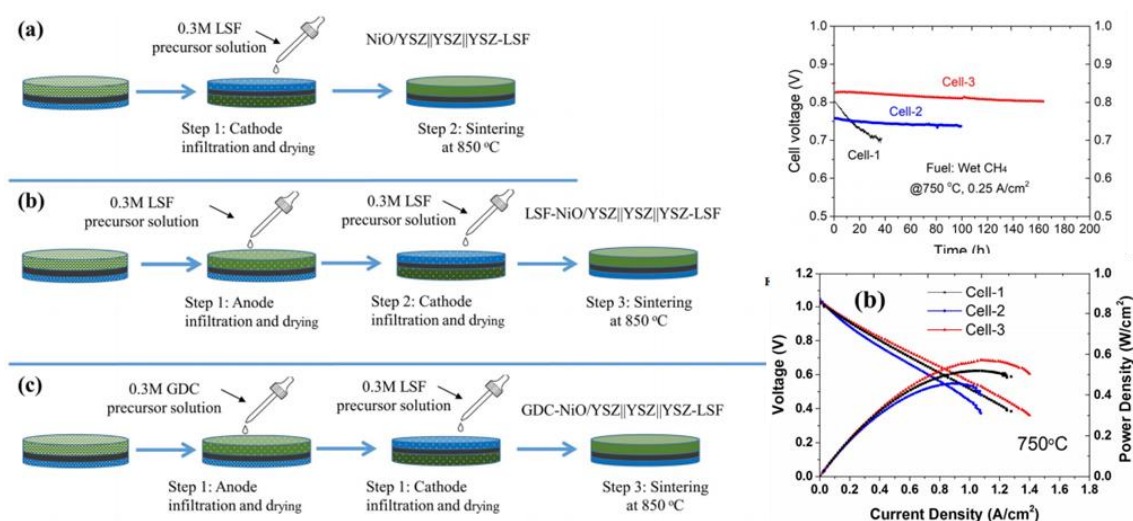 (a)
0.3M LSF
precursor solution
NiO/YSZ||YSZ||YSZ-LSF
Step 1: Cathode
infiltration and drying
Step 2: Sintering
at 850 °C
(b)
0.3M LSF
precursor solution
0.3M LSF
precursor solution
LSF-NiO/YSZ||YSZ||YSZ-LSF
Step 1: Anode
infiltration and drying
Step 2: Cathode
infiltration and drying
Step 3: Sintering
at 850 °C
(c)
0.3M GDC
precursor solution
0.3M LSF
precursor solution
GDC-NiO/YSZ||YSZ||YSZ-LSF
Step 1: Anode
infiltration and drying
Step 1: Cathode
infiltration and drying
Step 3: Sintering
at 850 °C
Cell voltage (V)
1.0
0.9
0.8
0.7
0.6
0.5
1.0
0.9
0.8
0.7
0.6
0.5
Cell-3
Cell-2
Cell-1
Fuel: Wet CH₄
@750 °C, 0.25 A/cm²
0 20 40 60 80 100 120 140 160 180 200
Time (h)
Voltage (V)
1.2
1.0
0.8
0.6
0.4
0.2
0.0
(b)
Cell-1
Cell-2
Cell-3
750°C
1.0
0.8
0.6
0.4
0.2
0.0
Power Density (W/cm²)
0.0 0.2 0.4 0.6 0.8 1.0 1.2 1.4 1.6
Current Density (A/cm²)